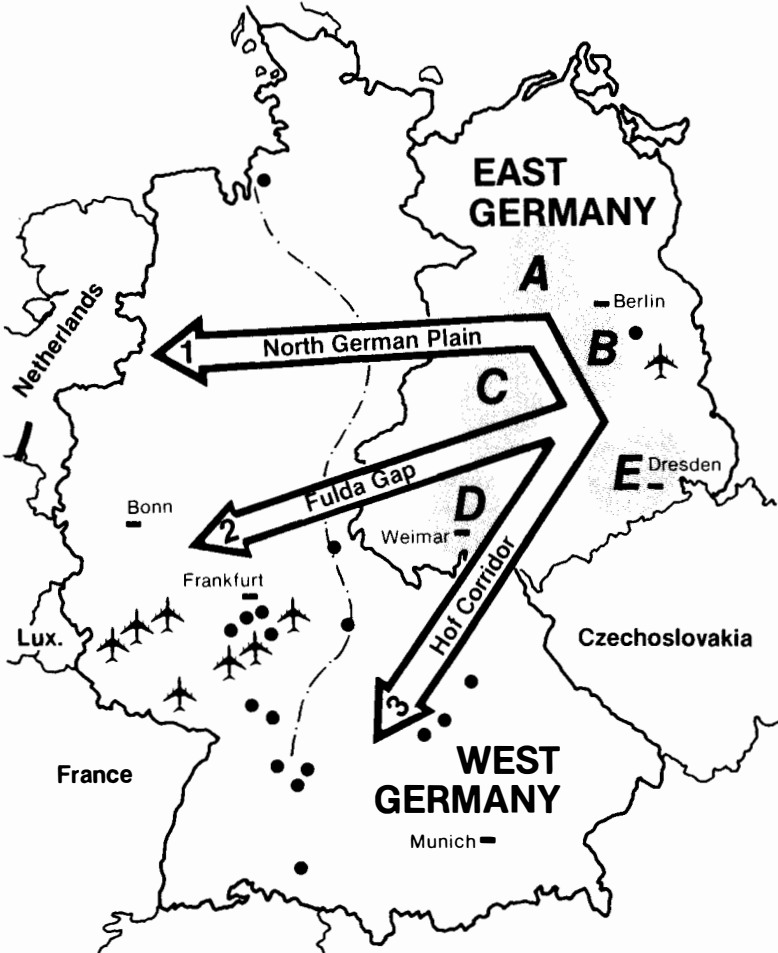 EAST
GERMANY
A
Berlin
Netherlands
1
North German Plain
B
C
E
Dresden
Fulda Gap
2
D
Bonn
Weimar
Hof Corridor
3
Frankfurt
Lux.
Czechoslovakia
France
WEST
GERMANY
Munich